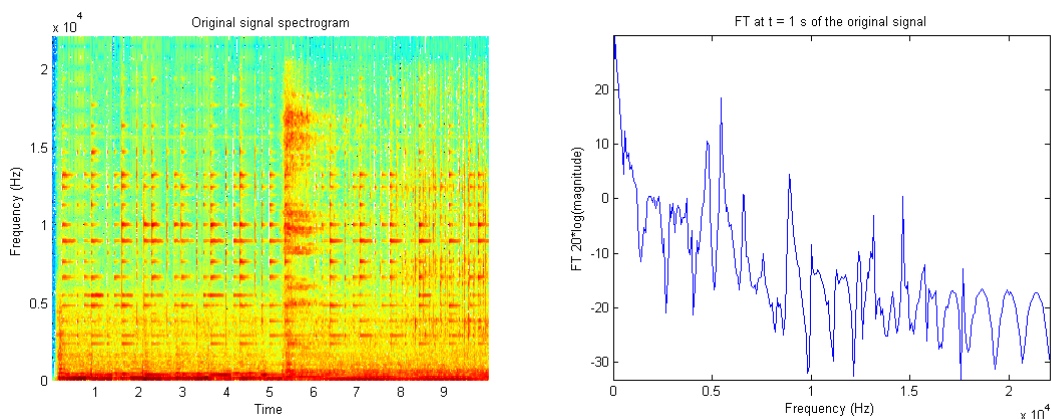 Original signal spectrogram
x 10^4
2
1.5
1
0.5
0
Frequency (Hz)
1 2 3 4 5 6 7 8 9
Time
FT at t = 1 s of the original signal
20
10
0
-10
-20
-30
FT 20*log(magnitude)
0 0.5 1 1.5 2
Frequency (Hz)
x 10^4